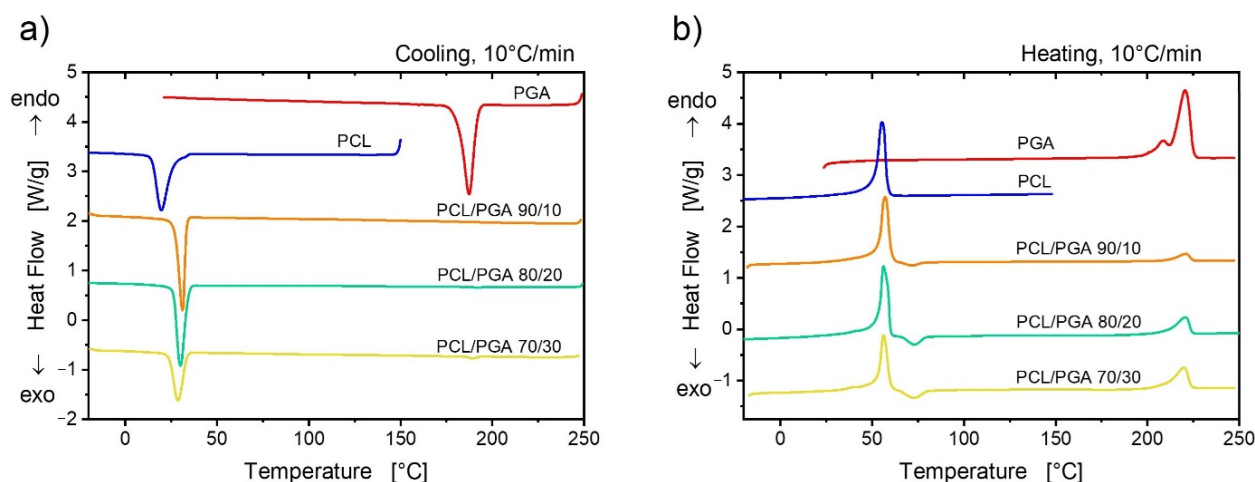 a)
Cooling, 10°C/min
endo →
Heat Flow [W/g]
← exo
5
4
3
2
1
0
−1
−2
PGA
PCL
PCL/PGA 90/10
PCL/PGA 80/20
PCL/PGA 70/30
0 50 100 150 200 250
Temperature [°C]
b)
Heating, 10°C/min
endo →
Heat Flow [W/g]
← exo
5
4
3
2
1
0
−1
PGA
PCL
PCL/PGA 90/10
PCL/PGA 80/20
PCL/PGA 70/30
0 50 100 150 200 250
Temperature [°C]